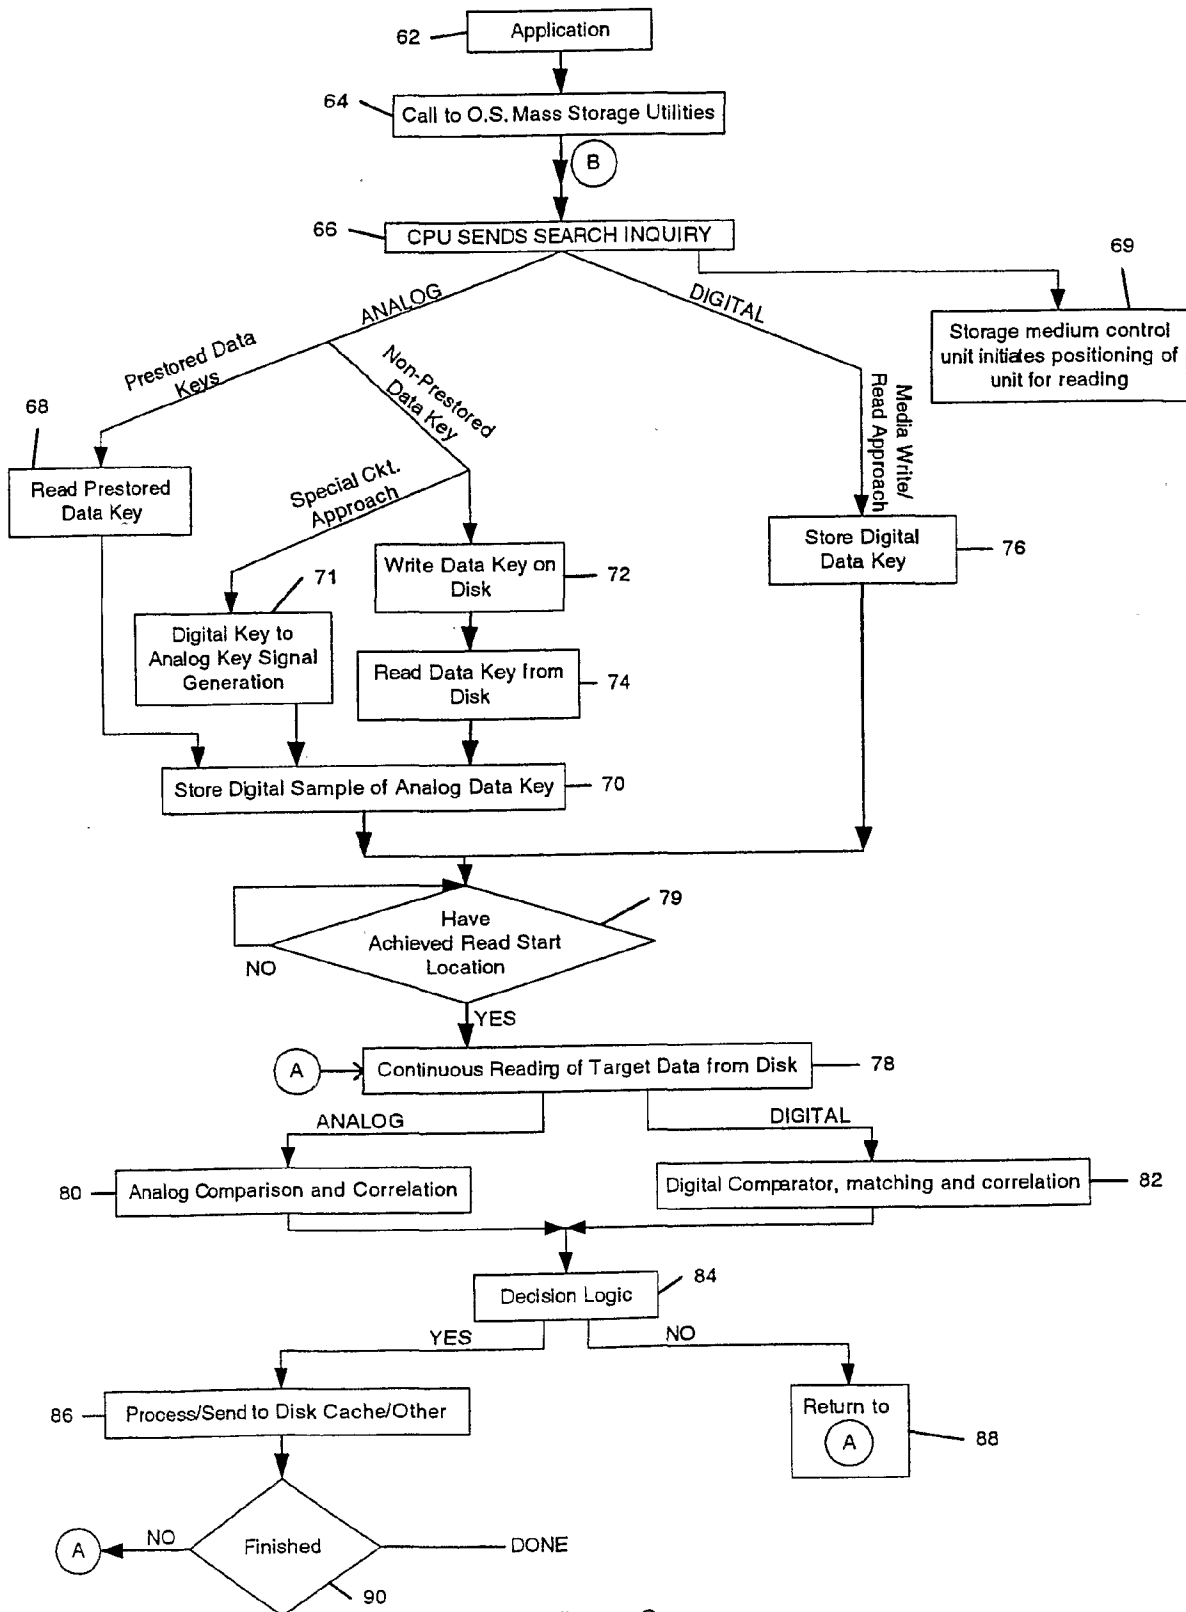 62
Application
64
Call to O.S. Mass Storage Utilities
B
66
CPU SENDS SEARCH INQUIRY
69
ANALOG
DIGITAL
Storage medium control
unit initiates positioning of
unit for reading
Prestored Data
Keys
Non-Prestored
Data Key
Media Write/
Read Approach
68
Read Prestored
Data Key
Special Ckt.
Approach
Store Digital
Data Key
76
Write Data Key on
Disk
72
71
Digital Key to
Analog Key Signal
Generation
Read Data Key from
Disk
74
Store Digital Sample of Analog Data Key
70
79
Have
Achieved Read Start
Location
NO
YES
A
Continuous Reading of Target Data from Disk
78
ANALOG
DIGITAL
80
Analog Comparison and Correlation
Digital Comparator, matching and correlation
82
84
Decision Logic
YES
NO
86
Process/Send to Disk Cache/Other
Return to
A
88
A
NO
Finished
DONE
90